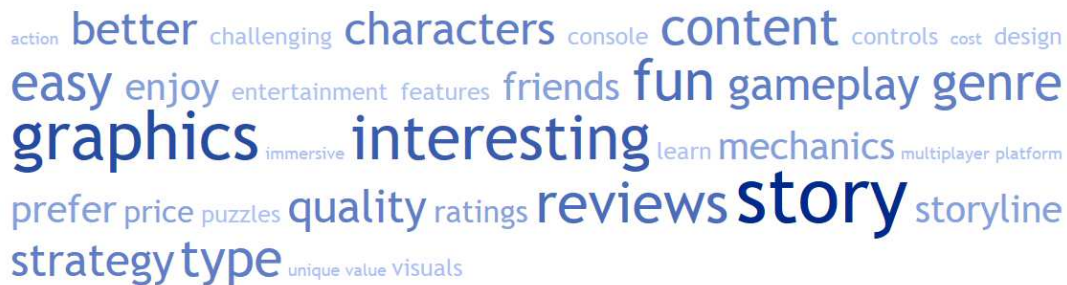 action better challenging characters console content controls cost design
easy enjoy entertainment features friends fun gameplay genre
graphics immersive interesting learn mechanics multiplayer platform
prefer price puzzles quality ratings reviews story storyline
strategy type unique value visuals